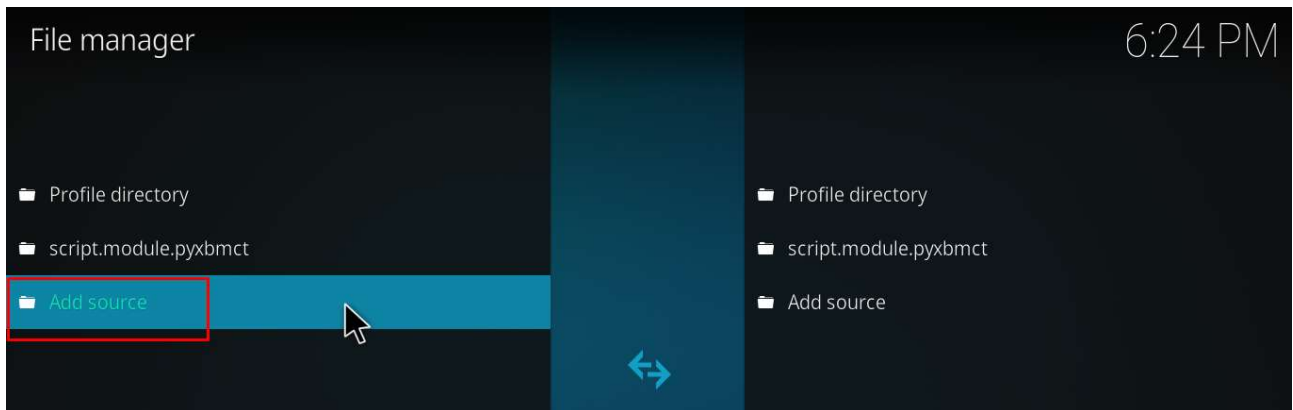 File manager
6:24 PM
Profile directory
script.module.pyxbmct
Add source
Profile directory
script.module.pyxbmct
Add source